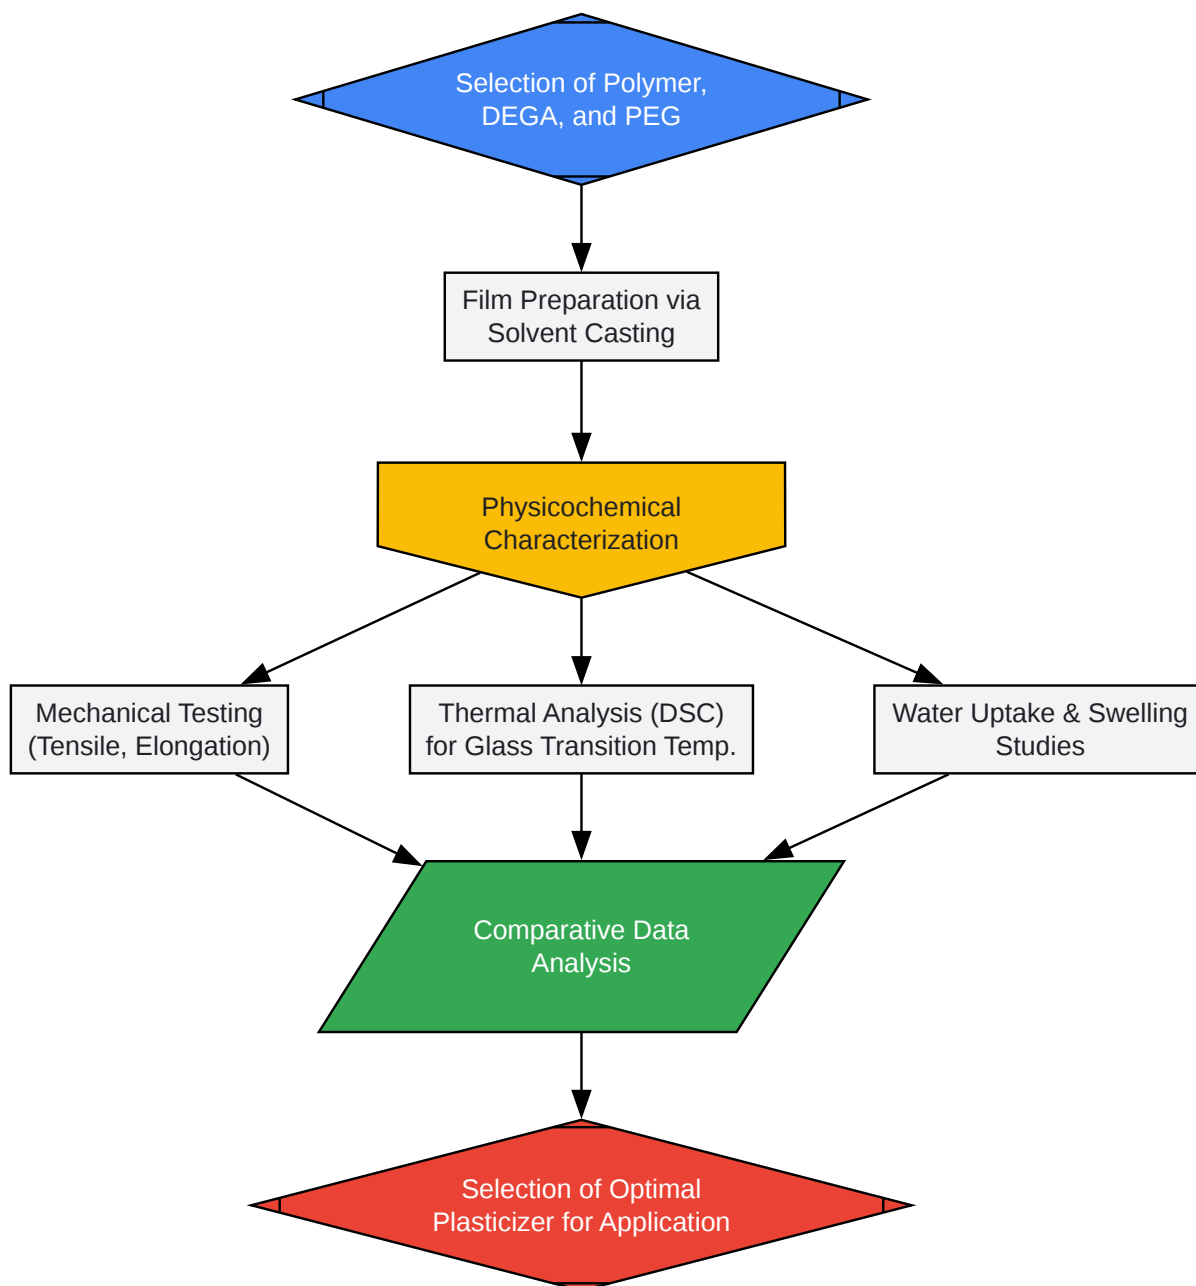 Selection of Polymer,
DEGA, and PEG
Film Preparation via
Solvent Casting
Physicochemical
Characterization
Mechanical Testing
(Tensile, Elongation)
Thermal Analysis (DSC)
for Glass Transition Temp.
Water Uptake & Swelling
Studies
Comparative Data
Analysis
Selection of Optimal
Plasticizer for Application